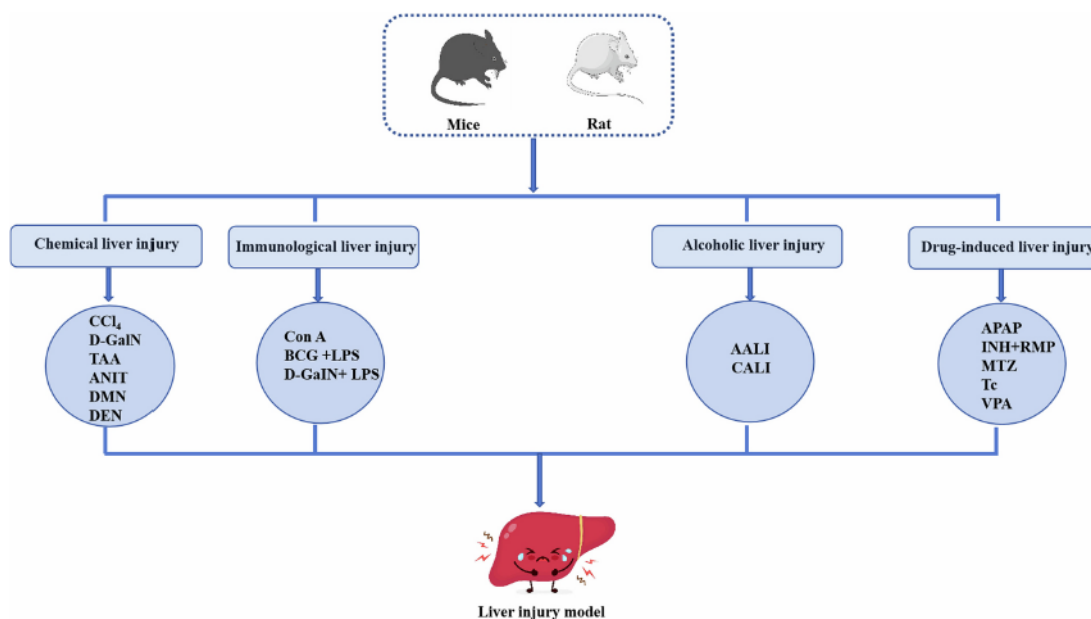 Mice
Rat
Chemical liver injury
Immunological liver injury
Alcoholic liver injury
Drug-induced liver injury
CCl₄
D-GalN
TAA
ANIT
DMN
DEN
Con A
BCG +LPS
D-GaIN+ LPS
AALI
CALI
APAP
INH+RMP
MTZ
Tc
VPA
Liver injury model